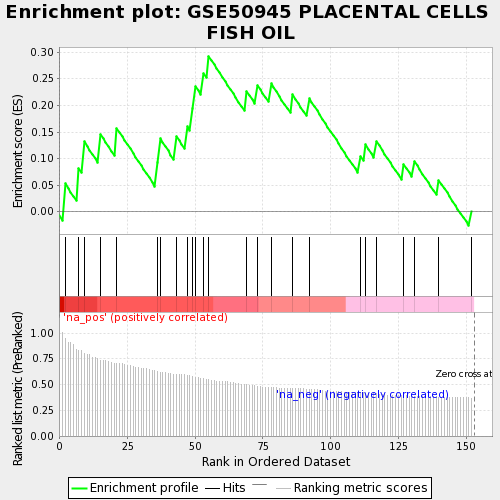 Enrichment plot: GSE50945 PLACENTAL CELLS
FISH OIL
Enrichment score (ES)
0.30
0.25
0.20
0.15
0.10
0.05
0.00
'na_pos' (positively correlated)
Ranked list metric (PreRanked)
1.00
0.75
0.50
0.25
0.00
Zero cross at
'na_neg' (negatively correlated)
0
25
50
75
100
125
150
Rank in Ordered Dataset
Enrichment profile
Hits
Ranking metric scores